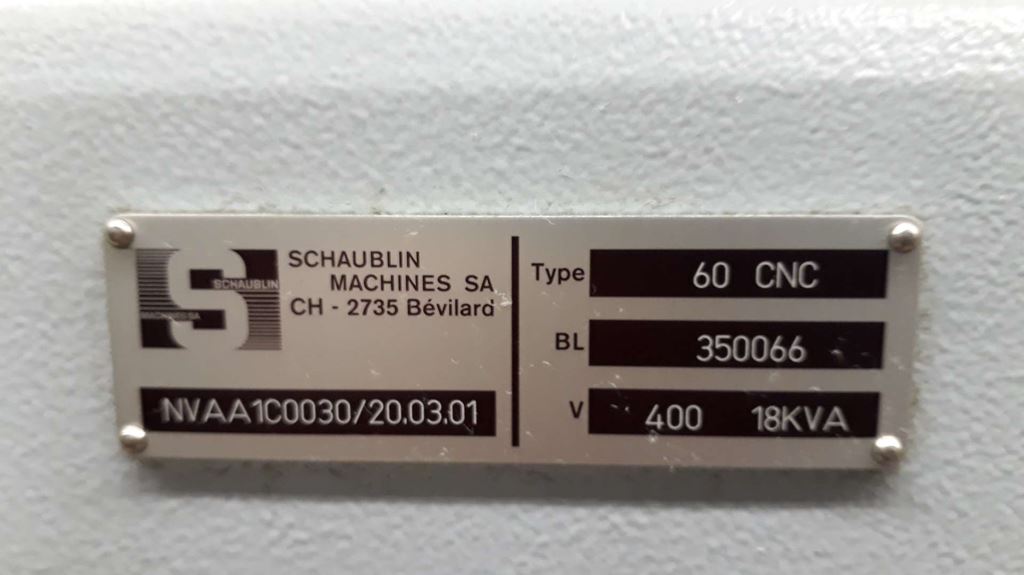 SCHAUBLIN
MACHINES SA
SCHAUBLIN
MACHINES SA
CH - 2735 Bévilard
NVAA1C0030/20.03.01
Type 60 CNC
BL 350066
V 400 18KVA